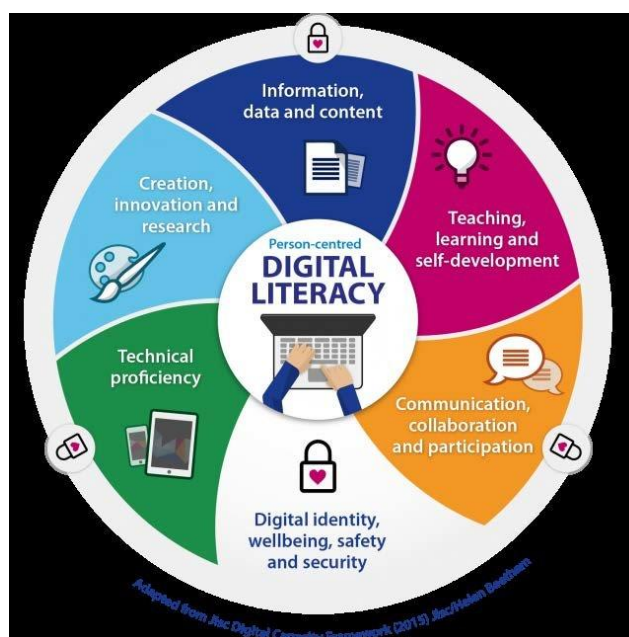 Information,
data and content
Teaching,
learning and
self-development
Communication,
collaboration
and participation
Digital identity,
wellbeing, safety
and security
Technical
proficiency
Creation,
innovation and
research
Person-centred
DIGITAL
LITERACY
Adapted from Jisc Digital Capacity Framework (2015) Jisc/Helen Beetham